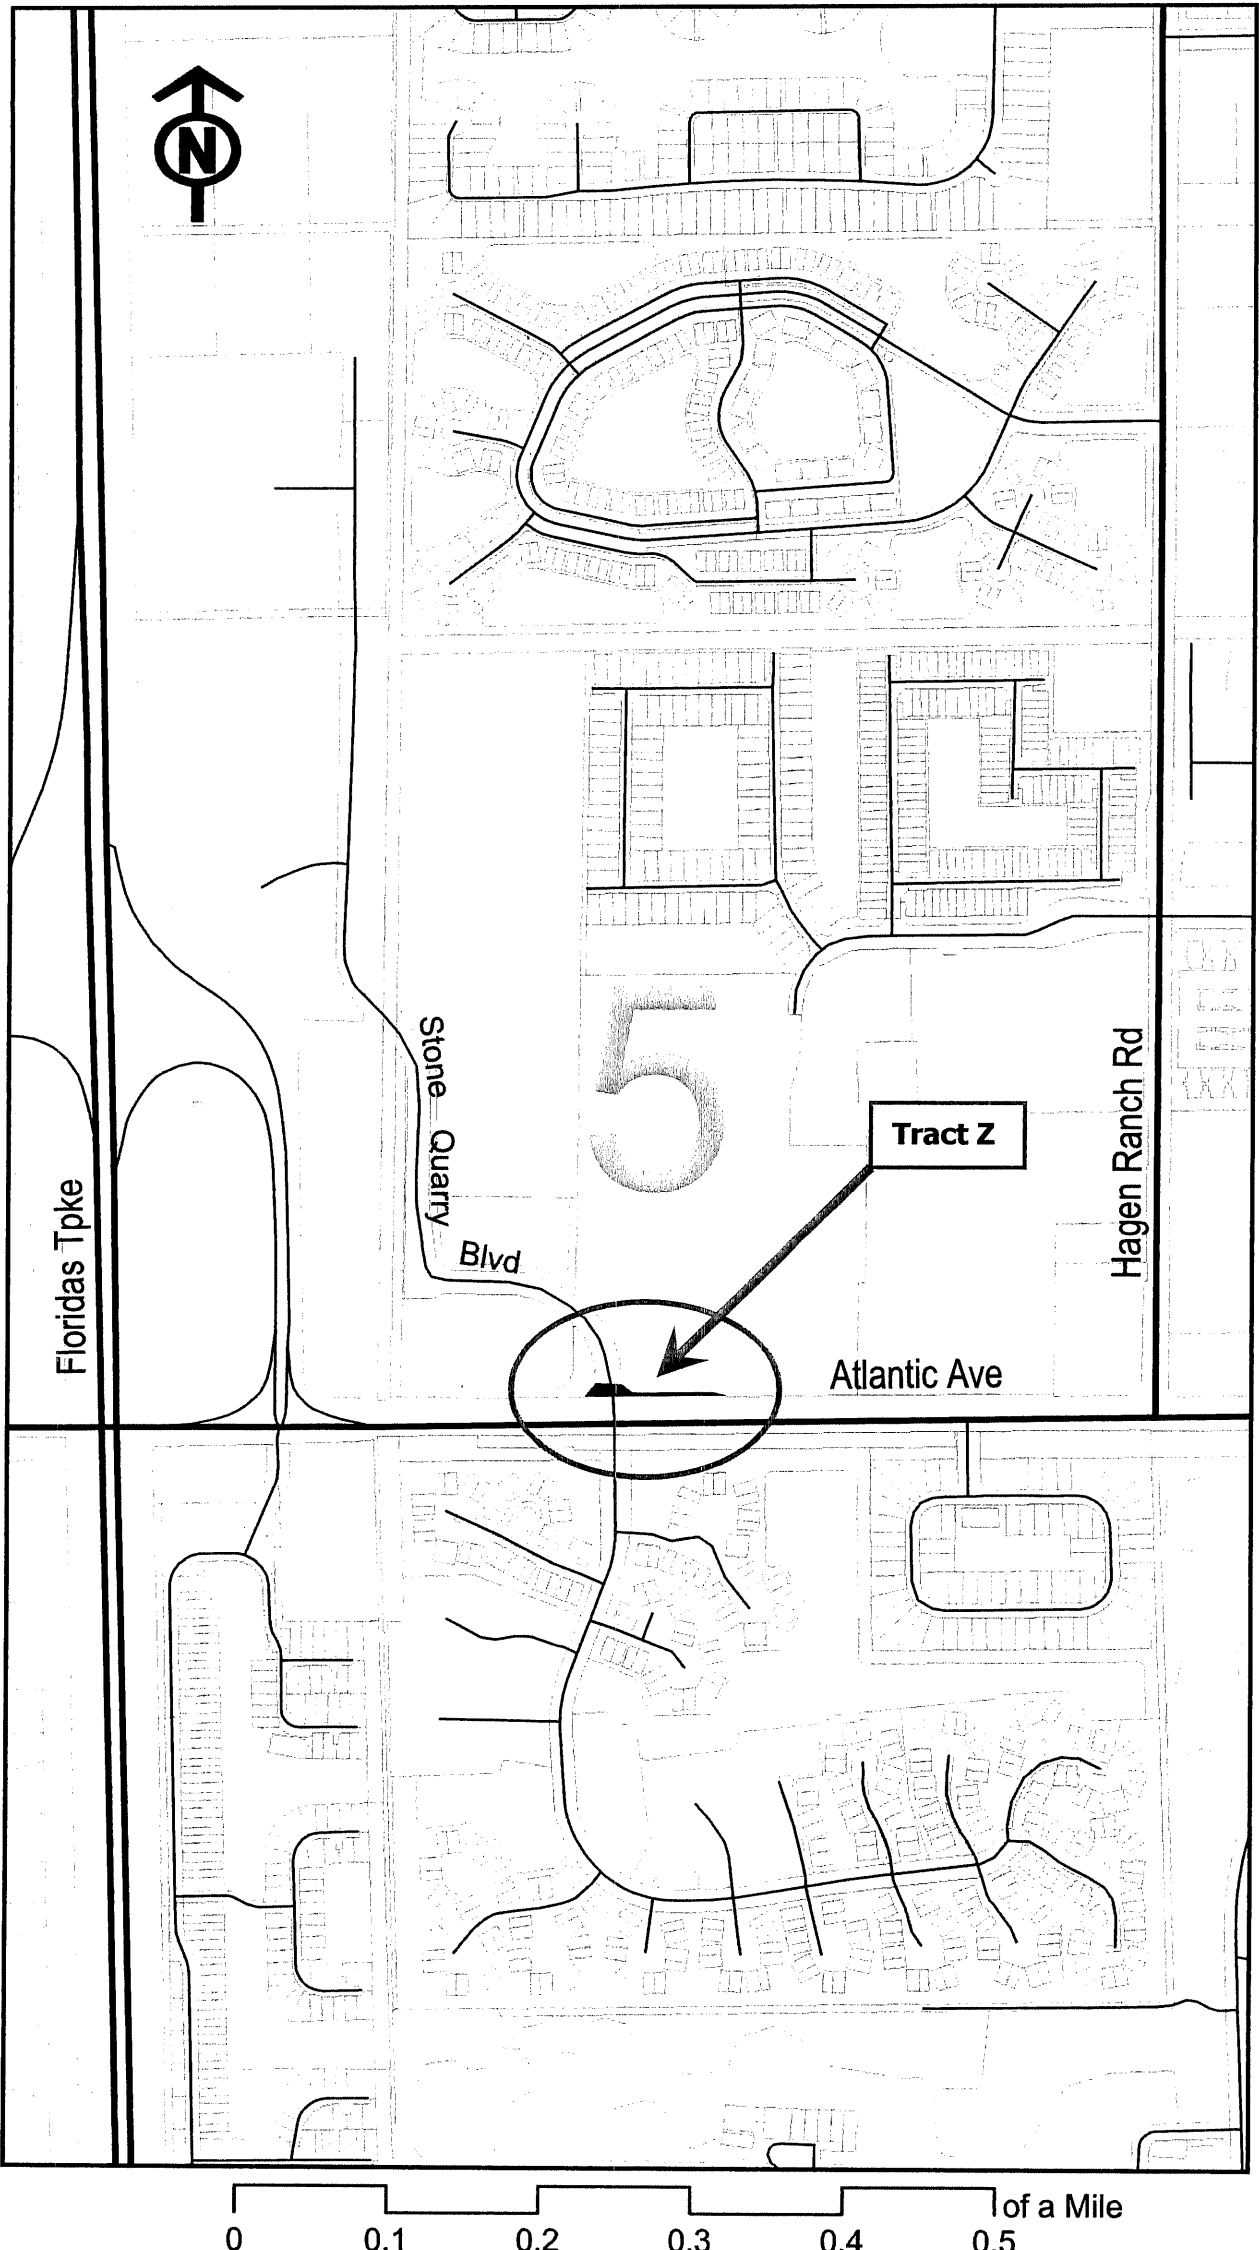 N
Stone Quarry
Blvd
5
Tract Z
Hagen Ranch Rd
Floridas Tpke
Atlantic Ave
of a Mile
0 0.1 0.2 0.3 0.4 0.5